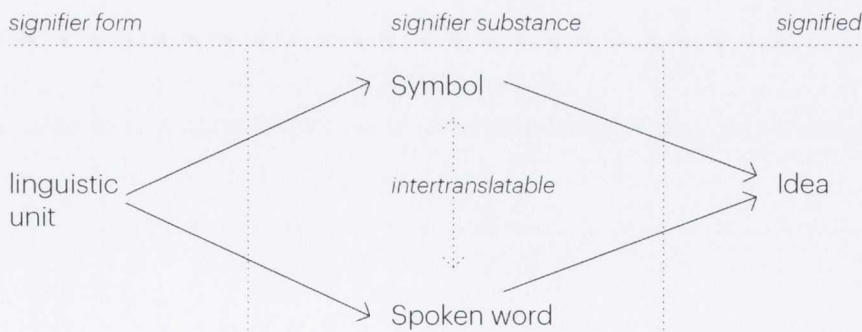 signifier form
signifier substance
signified
Symbol
linguistic
unit
intertranslatable
Idea
Spoken word